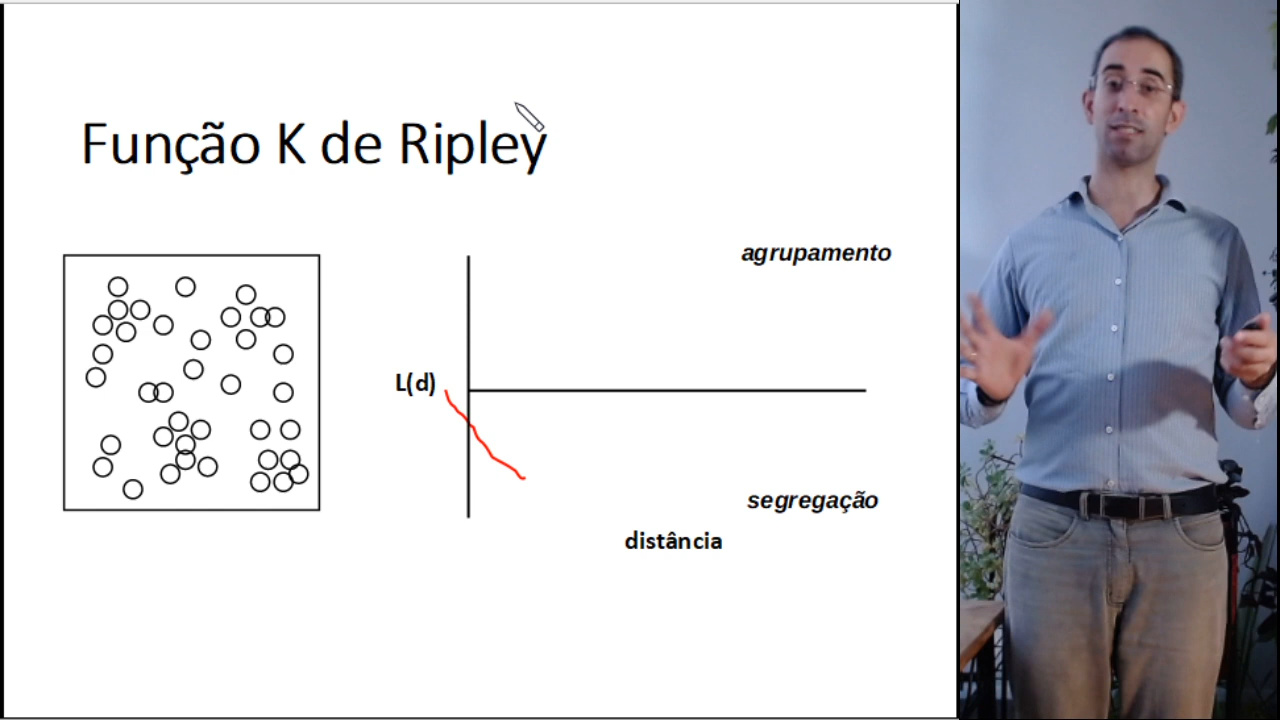 Função K de Ripley
agrupamento
L(d)
segregação
distância